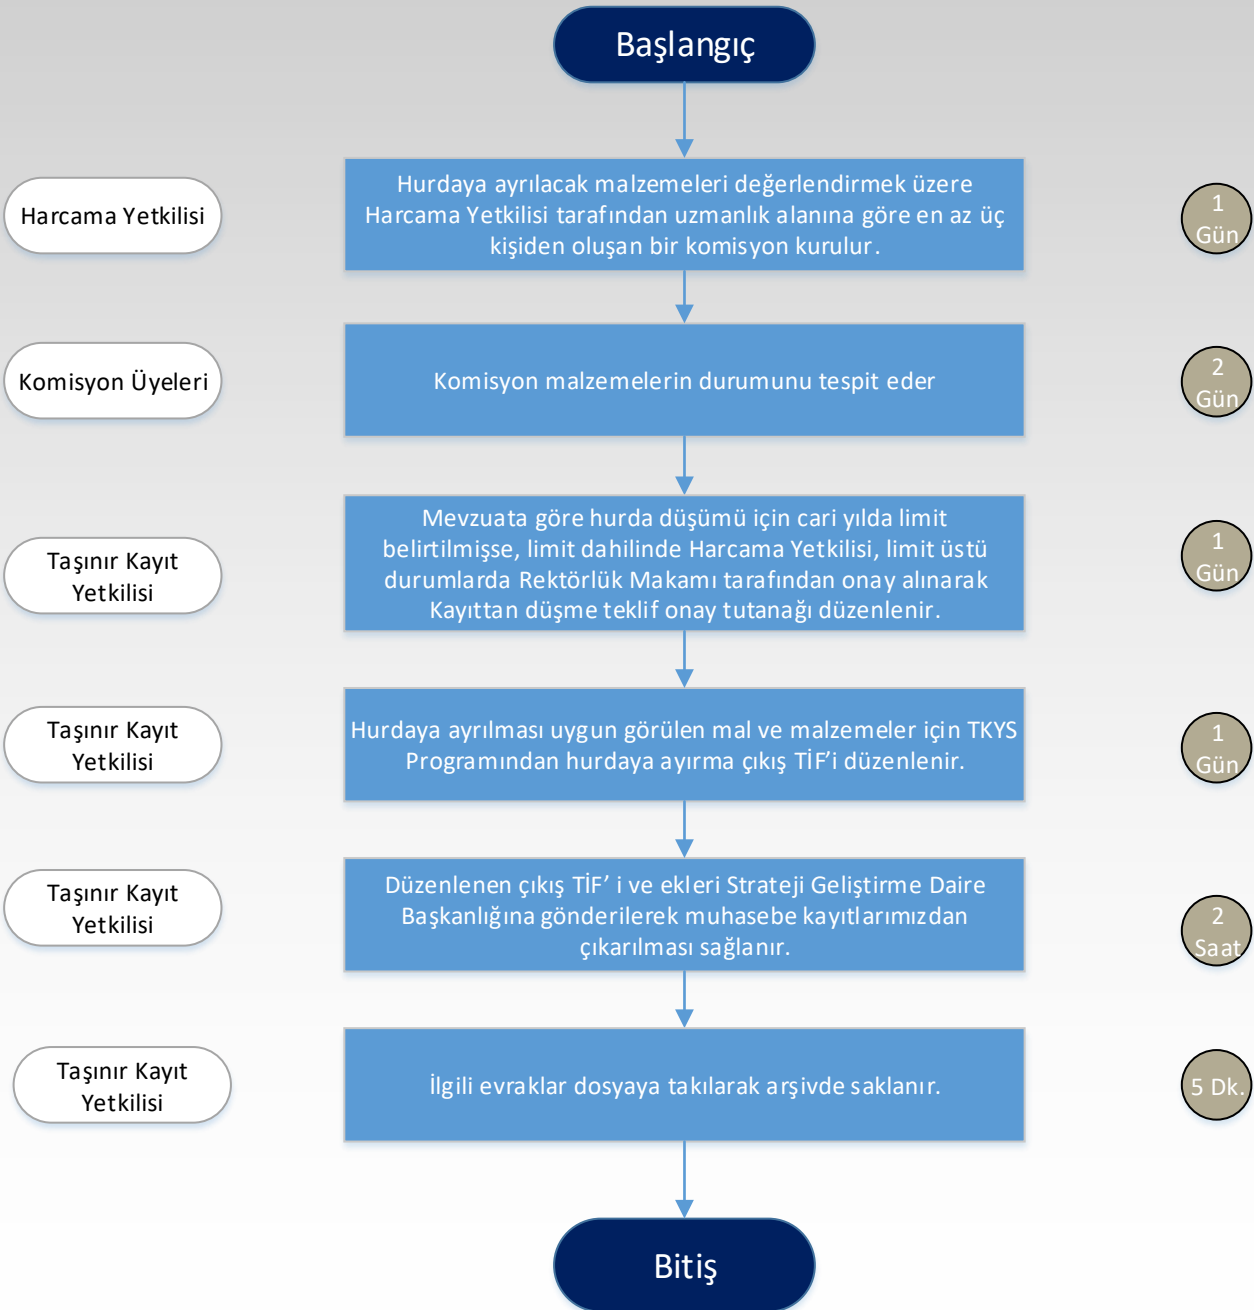 Başlangıç
Harcama Yetkilisi
Hurdaya ayrılacak malzemeleri değerlendirmek üzere
Harcama Yetkilisi tarafından uzmanlık alanına göre en az üç
kişiden oluşan bir komisyon kurulur.
1
Gün
Komisyon Üyeleri
Komisyon malzemelerin durumunu tespit eder
2
Gün
Taşınır Kayıt
Yetkilisi
Mevzuata göre hurda düşümü için cari yılda limit
belirtilmişse, limit dahilinde Harcama Yetkilisi, limit üstü
durumlarda Rektörlük Makamı tarafından onay alınarak
Kayıttan düşme teklif onay tutanağı düzenlenir.
1
Gün
Taşınır Kayıt
Yetkilisi
Hurdaya ayrılması uygun görülen mal ve malzemeler için TKYS
Programından hurdaya ayırma çıkış TİF’i düzenlenir.
1
Gün
Taşınır Kayıt
Yetkilisi
Düzenlenen çıkış TİF’ i ve ekleri Strateji Geliştirme Daire
Başkanlığına gönderilerek muhasebe kayıtlarımızdan
çıkarılması sağlanır.
2
Saat
Taşınır Kayıt
Yetkilisi
İlgili evraklar dosyaya takılarak arşivde saklanır.
5 Dk.
Bitiş